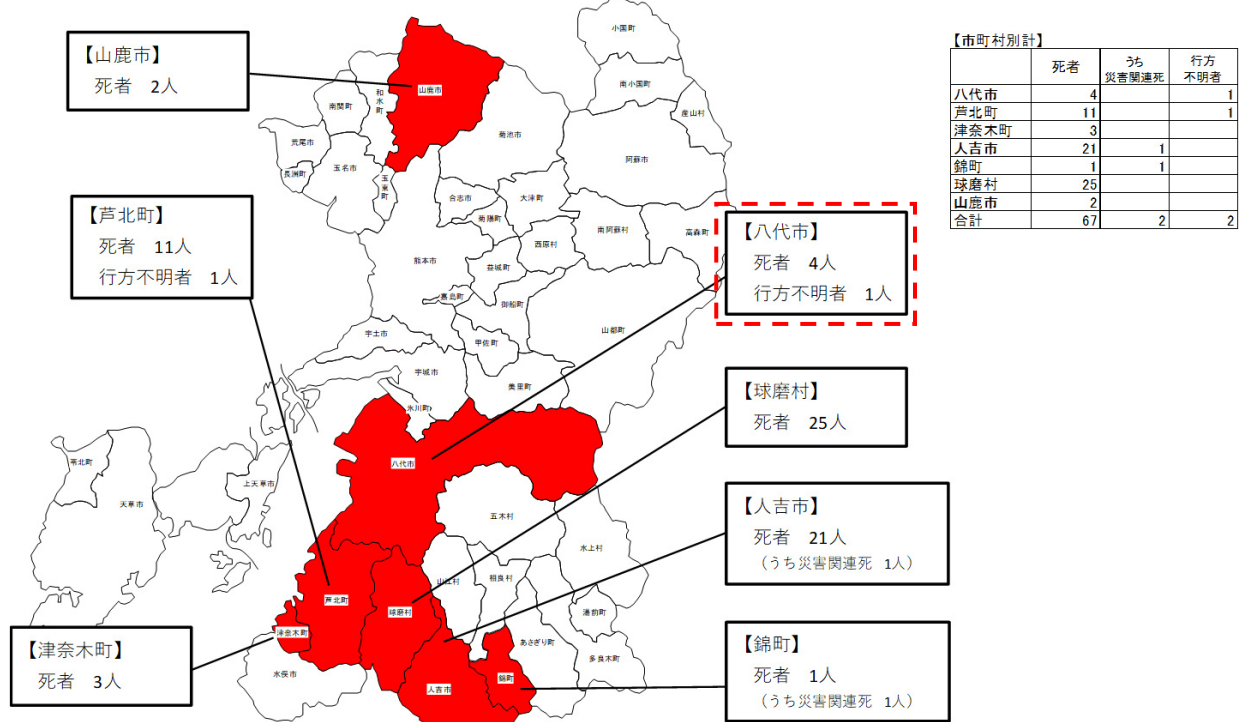 【山鹿市】
死者 2人
【芦北町】
死者 11人
行方不明者 1人
【津奈木町】
死者 3人
【八代市】
死者 4人
行方不明者 1人
【球磨村】
死者 25人
【人吉市】
死者 21人
(うち災害関連死 1人)
【錦町】
死者 1人
(うち災害関連死 1人)
小国町
南小国町
産山村
山鹿市
和水町
南関町
荒尾市
長洲町
玉名市
玉東町
菊池市
阿蘇市
合志市
大津町
菊陽町
西原村
南阿蘇村
高森町
熊本市
益城町
嘉島町
御船町
山都町
宇土市
甲佐町
宇城市
美里町
氷川町
八代市
苓北町
天草市
上天草市
五木村
水上村
山江村
相良村
湯前町
芦北町
球磨村
津奈木町
あさぎり町
多良木町
水俣市
人吉市
錦町
【市町村別計】
死者 うち災害関連死 行方不明者
八代市 4 1
芦北町 11 1
津奈木町 3
人吉市 21 1
錦町 1 1
球磨村 25
山鹿市 2
合計 67 2 2